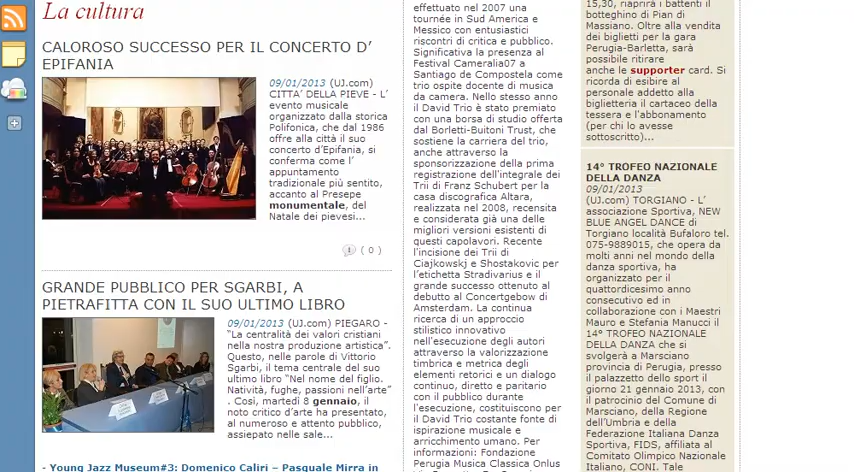 La cultura
CALOROSO SUCCESSO PER IL CONCERTO D’
EPIFANIA
09/01/2013 (UJ.com)
CITTA’ DELLA PIEVE - L’
evento musicale
organizzato dalla storica
Polifonica, che dal 1986
offre alla città il suo
concerto d’Epifania, si
conferma come l’
appuntamento
tradizionale più sentito,
accanto al Presepe
monumentale, del
Natale dei pievesi...
( 0 )
GRANDE PUBBLICO PER SGARBI, A
PIETRAFITTA CON IL SUO ULTIMO LIBRO
09/01/2013 (UJ.com) PIEGARO -
“La centralità dei valori cristiani
nella nostra produzione artistica”.
Questo, nelle parole di Vittorio
Sgarbi, il tema centrale del suo
ultimo libro “Nel nome del figlio.
Natività, fughe, passioni nell’arte”
. Così, martedì 8 gennaio, il
noto critico d’arte ha presentato,
al numeroso e attento pubblico,
assiepato nelle sale...
- Young Jazz Museum#3: Domenico Caliri – Pasquale Mirra in
effettuato nel 2007 una
tournée in Sud America e
Messico con entusiastici
riscontri di critica e pubblico.
Significativa la presenza al
Festival Cameralia07 a
Santiago de Compostela come
trio ospite docente di musica
da camera. Nello stesso anno
il David Trio è stato premiato
con una borsa di studio offerta
dal Borletti-Buitoni Trust, che
sostiene la carriera del trio,
anche attraverso la
sponsorizzazione della prima
registrazione dell'integrale dei
Trii di Franz Schubert per la
casa discografica Altara,
realizzata nel 2008, recensita
e considerata già una delle
migliori versioni esistenti di
questi capolavori. Recente
l'incisione dei Trii di
Ciajkowskj e Shostakovic per
l’etichetta Stradivarius e il
grande successo ottenuto al
debutto al Concertgebow di
Amsterdam. La continua
ricerca di un approccio
stilistico innovativo
nell'esecuzione degli autori
attraverso la valorizzazione
timbrica e metrica degli
elementi retorici e un dialogo
continuo, diretto e paritario
con il pubblico durante
l'esecuzione, costituiscono per
il David Trio costante fonte di
ispirazione musicale e
arricchimento umano. Per
informazioni: Fondazione
Perugia Musica Classica Onlus
15,30, riaprirà i battenti il
botteghino di Pian di
Massiano. Oltre alla vendita
dei biglietti per la gara
Perugia-Barletta, sarà
possibile ritirare
anche le supporter card. Si
ricorda di esibire al
personale addetto alla
biglietteria il cartaceo della
tessera e l'abbonamento
(per chi lo avesse
sottoscritto)...
14° TROFEO NAZIONALE
DELLA DANZA
09/01/2013
(UJ.com) TORGIANO - L’
associazione Sportiva, NEW
BLUE ANGEL DANCE di
Torgiano località Bufaloro tel.
075-9889015, che opera da
molti anni nel mondo della
danza sportiva, ha
organizzato per il
quattordicesimo anno
consecutivo ed in
collaborazione con i Maestri
Mauro e Stefania Manucci il
14° TROFEO NAZIONALE
DELLA DANZA che si
svolgerà a Marsciano
provincia di Perugia, presso
il palazzetto dello sport il
giorno 21 gennaio 2013, con
il patrocinio del Comune di
Marsciano, della Regione
dell’Umbria e della
Federazione Italiana Danza
Sportiva, FIDS, affiliata al
Comitato Olimpico Nazionale
Italiano, CONI. Tale